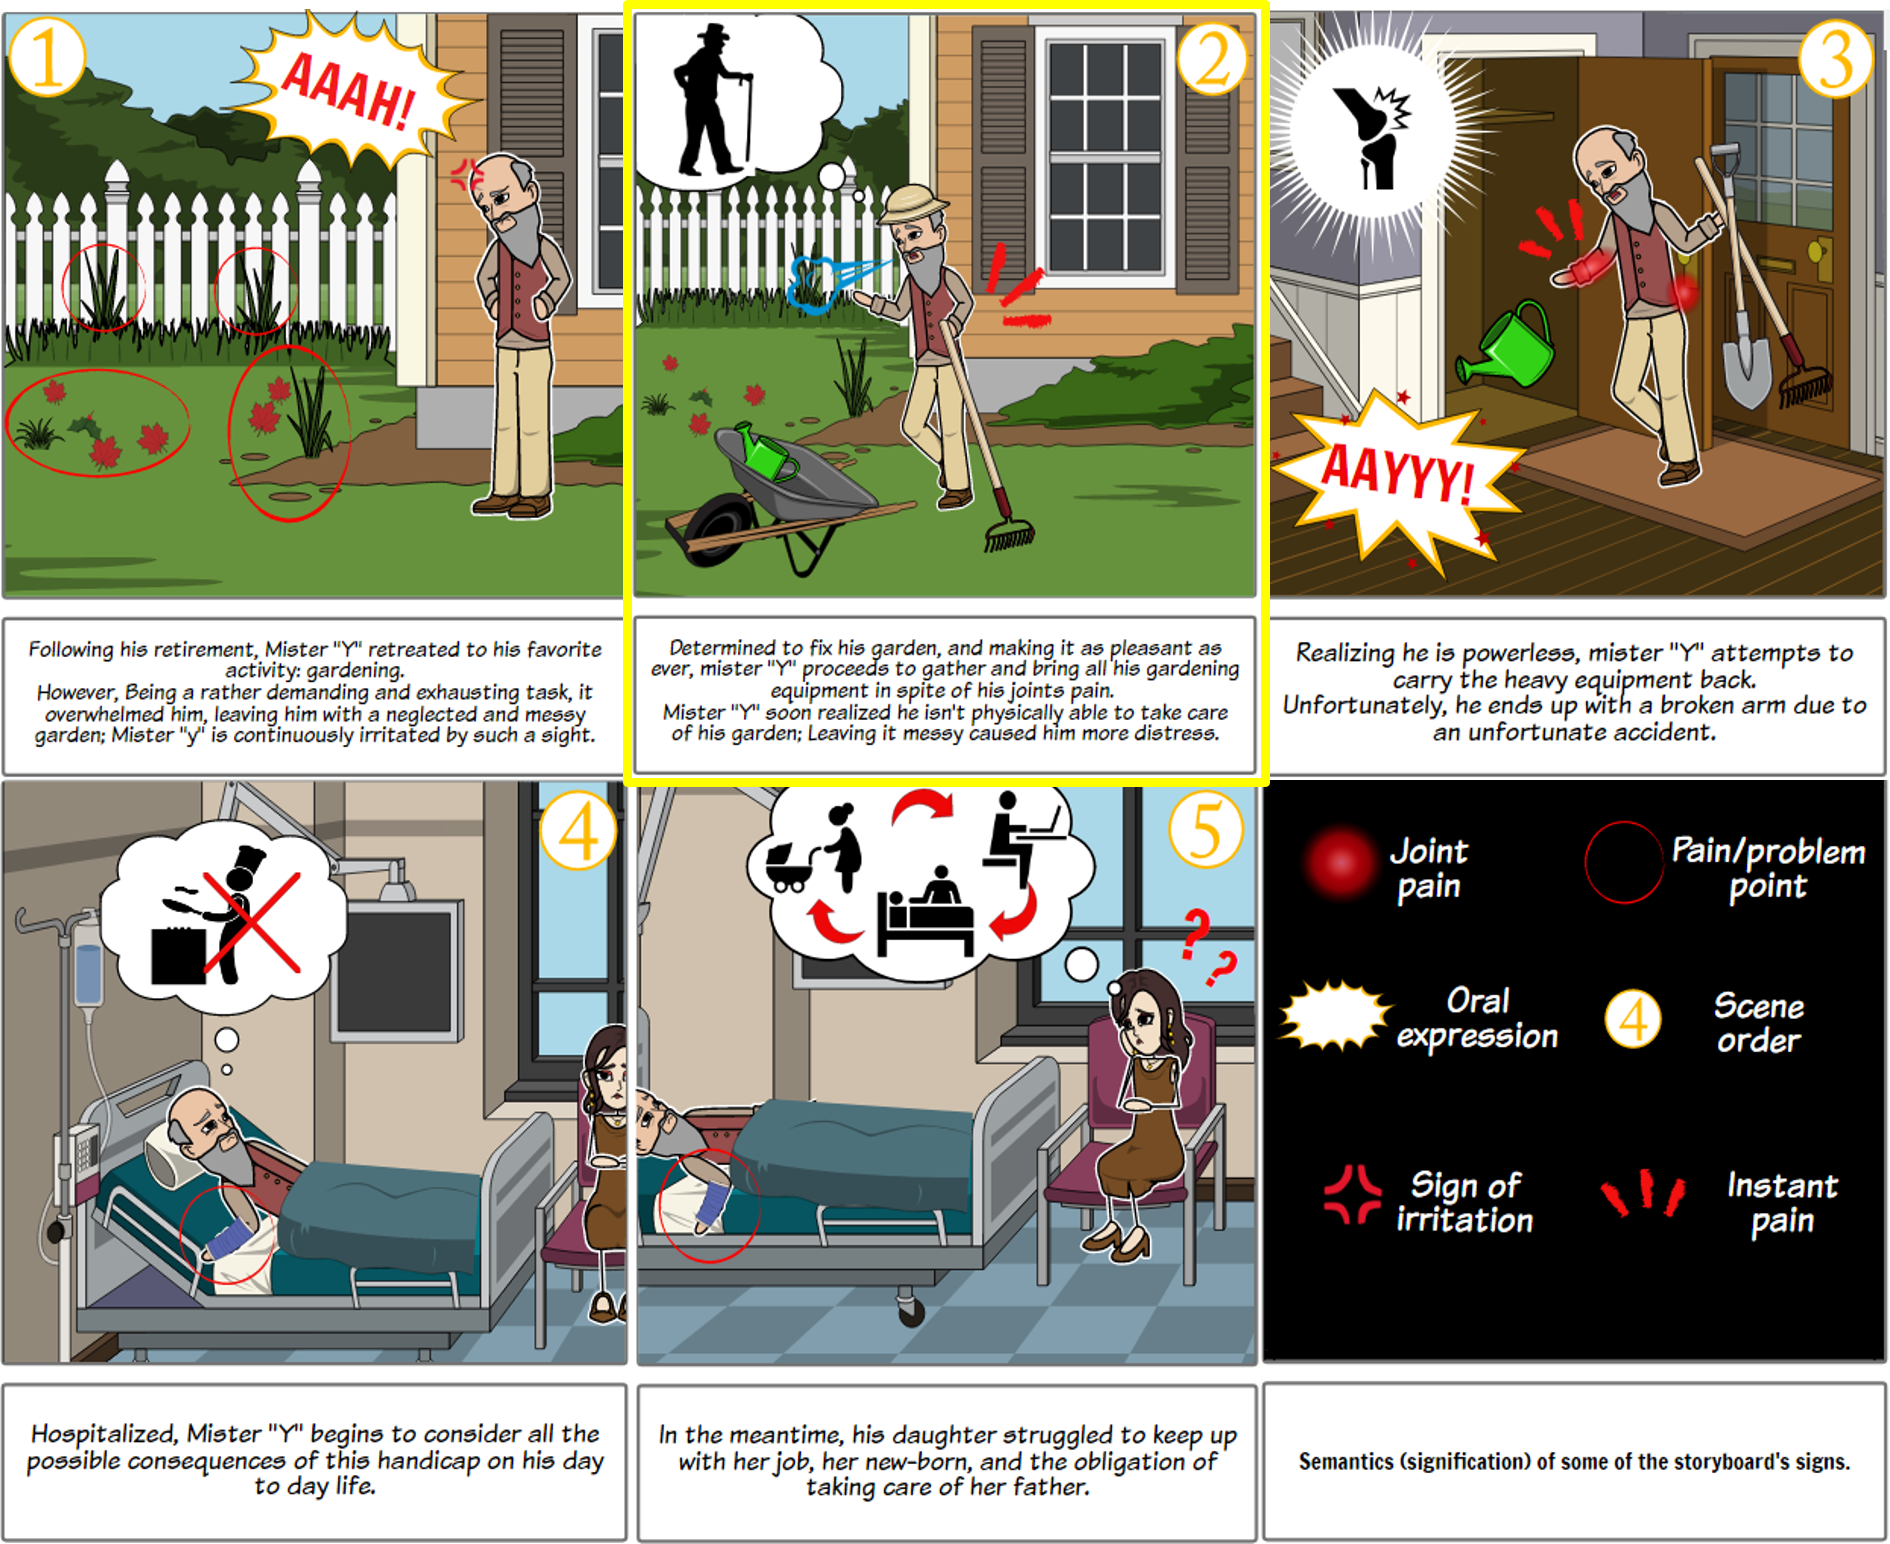 1
AAAH!
Following his retirement, Mister "Y" retreated to his favorite
activity: gardening.
However, Being a rather demanding and exhausting task, it
overwhelmed him, leaving him with a neglected and messy
garden; Mister "y" is continuously irritated by such a sight.
2
Determined to fix his garden, and making it as pleasant as
ever, mister "Y" proceeds to gather and bring all his gardening
equipment in spite of his joints pain.
Mister "Y" soon realized he isn't physically able to take care
of his garden; Leaving it messy caused him more distress.
3
AAYYY!
Realizing he is powerless, mister "Y" attempts to
carry the heavy equipment back.
Unfortunately, he ends up with a broken arm due to
an unfortunate accident.
4
Hospitalized, Mister "Y" begins to consider all the
possible consequences of this handicap on his day
to day life.
5
? ?
In the meantime, his daughter struggled to keep up
with her job, her new-born, and the obligation of
taking care of her father.
Joint
pain
Pain/problem
point
Oral
expression
4
Scene
order
Sign of
irritation
Instant
pain
Semantics (signification) of some of the storyboard's signs.